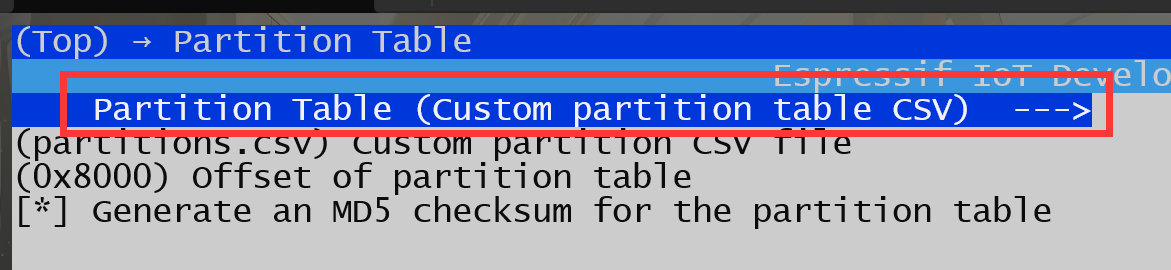 (Top) → Partition Table
Espressif IoT Develo
Partition Table (Custom partition table CSV)  --->
(partitions.csv) Custom partition CSV file
(0x8000) Offset of partition table
[*] Generate an MD5 checksum for the partition table